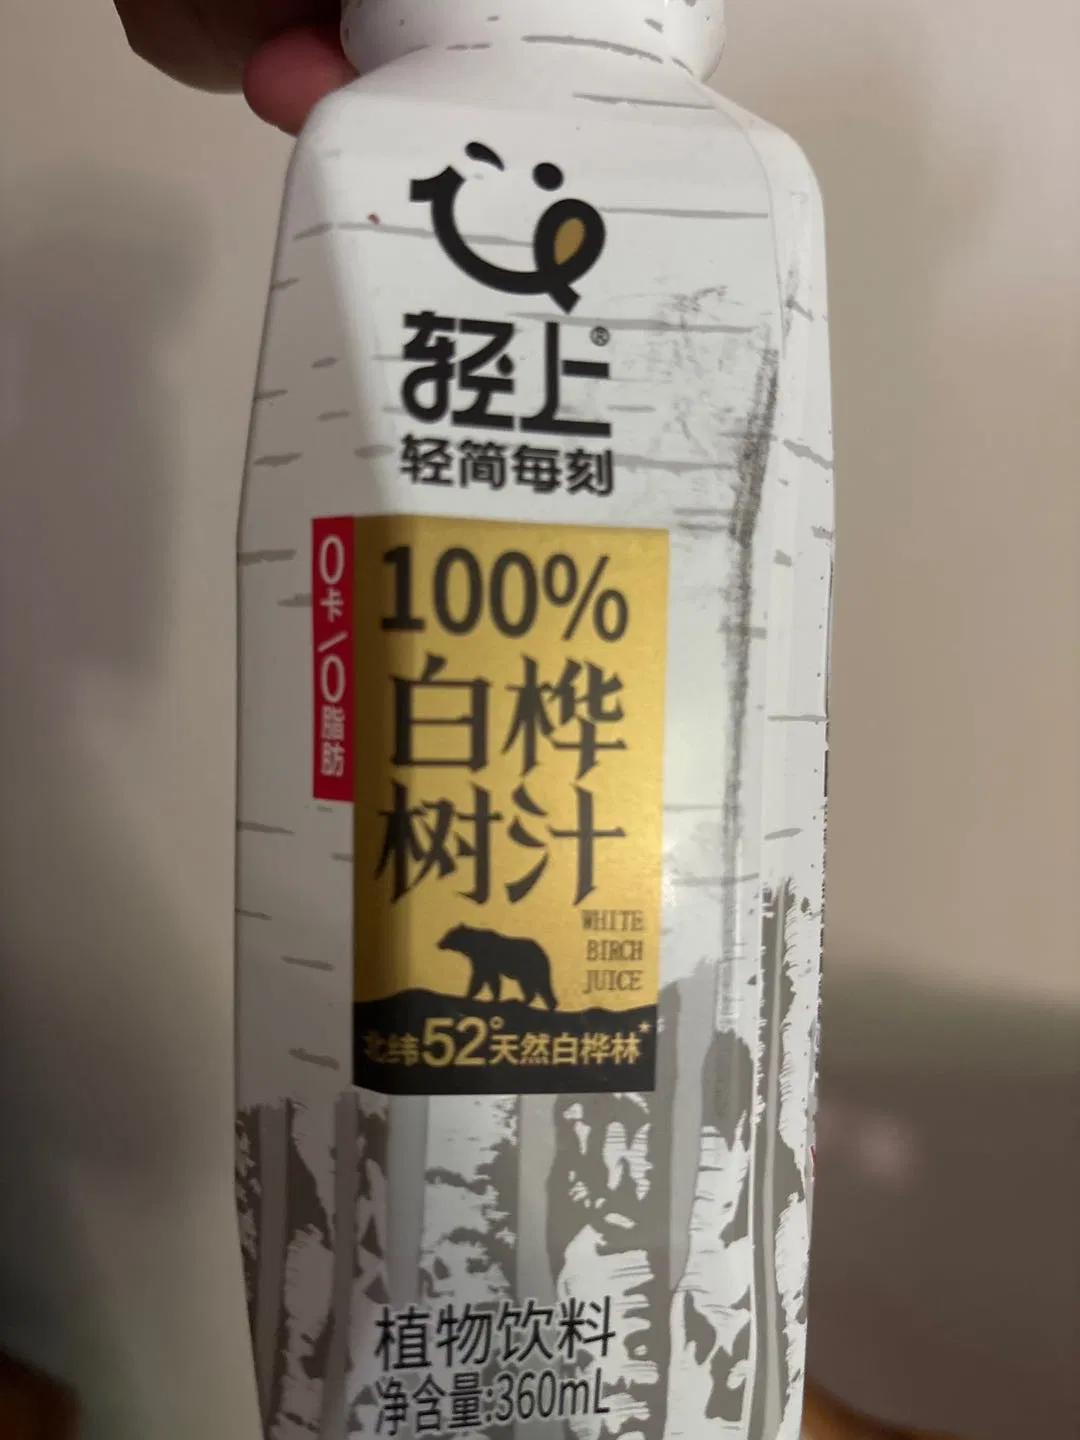 轻上®
轻简每刻
0卡/0脂肪
100%
白桦
树汁
WHITE
BIRCH
JUICE
北纬52°天然白桦林*
植物饮料
净含量:360mL